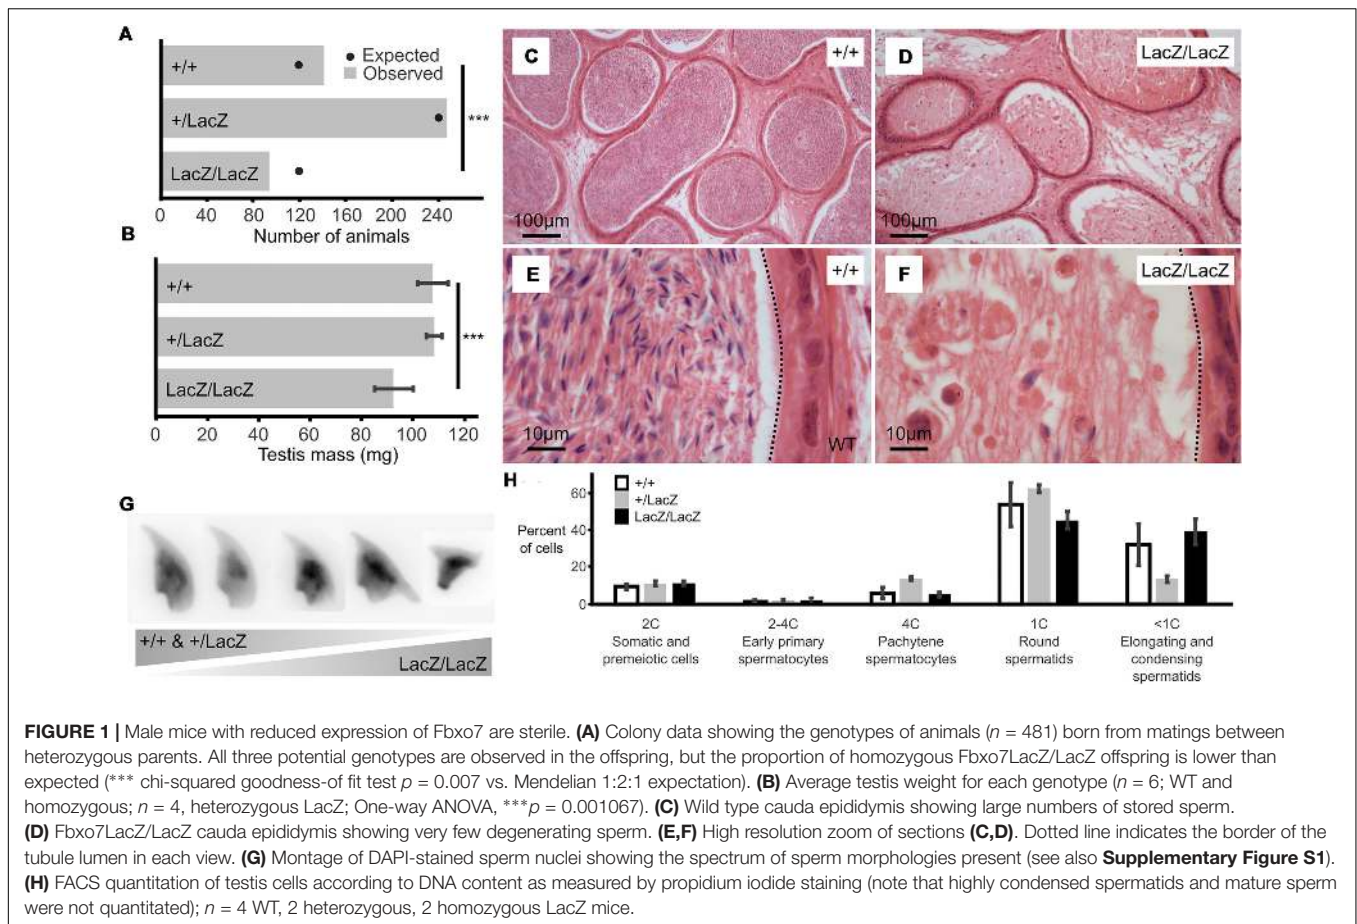 A
+/+
Expected
Observed
+/LacZ
***
LacZ/LacZ
0 40 80 120 160 200 240
Number of animals
B
+/+
+/LacZ
***
LacZ/LacZ
0 20 40 60 80 100 120
Testis mass (mg)
C
+/+
100µm
D
LacZ/LacZ
100µm
E
+/+
10µm
WT
F
LacZ/LacZ
10µm
G
+/+ & +/LacZ
LacZ/LacZ
H
+/+
+/LacZ
LacZ/LacZ
Percent
of cells
60
40
20
0
2C
Somatic and
premeiotic cells
2-4C
Early primary
spermatocytes
4C
Pachytene
spermatocytes
1C
Round
spermatids
<1C
Elongating and
condensing
spermatids
FIGURE 1 | Male mice with reduced expression of Fbxo7 are sterile. (A) Colony data showing the genotypes of animals (n = 481) born from matings between
heterozygous parents. All three potential genotypes are observed in the offspring, but the proportion of homozygous Fbxo7LacZ/LacZ offspring is lower than
expected (*** chi-squared goodness-of fit test p = 0.007 vs. Mendelian 1:2:1 expectation). (B) Average testis weight for each genotype (n = 6; WT and
homozygous; n = 4, heterozygous LacZ; One-way ANOVA, ***p = 0.001067). (C) Wild type cauda epididymis showing large numbers of stored sperm.
(D) Fbxo7LacZ/LacZ cauda epididymis showing very few degenerating sperm. (E,F) High resolution zoom of sections (C,D). Dotted line indicates the border of the
tubule lumen in each view. (G) Montage of DAPI-stained sperm nuclei showing the spectrum of sperm morphologies present (see also Supplementary Figure S1).
(H) FACS quantitation of testis cells according to DNA content as measured by propidium iodide staining (note that highly condensed spermatids and mature sperm
were not quantitated); n = 4 WT, 2 heterozygous, 2 homozygous LacZ mice.